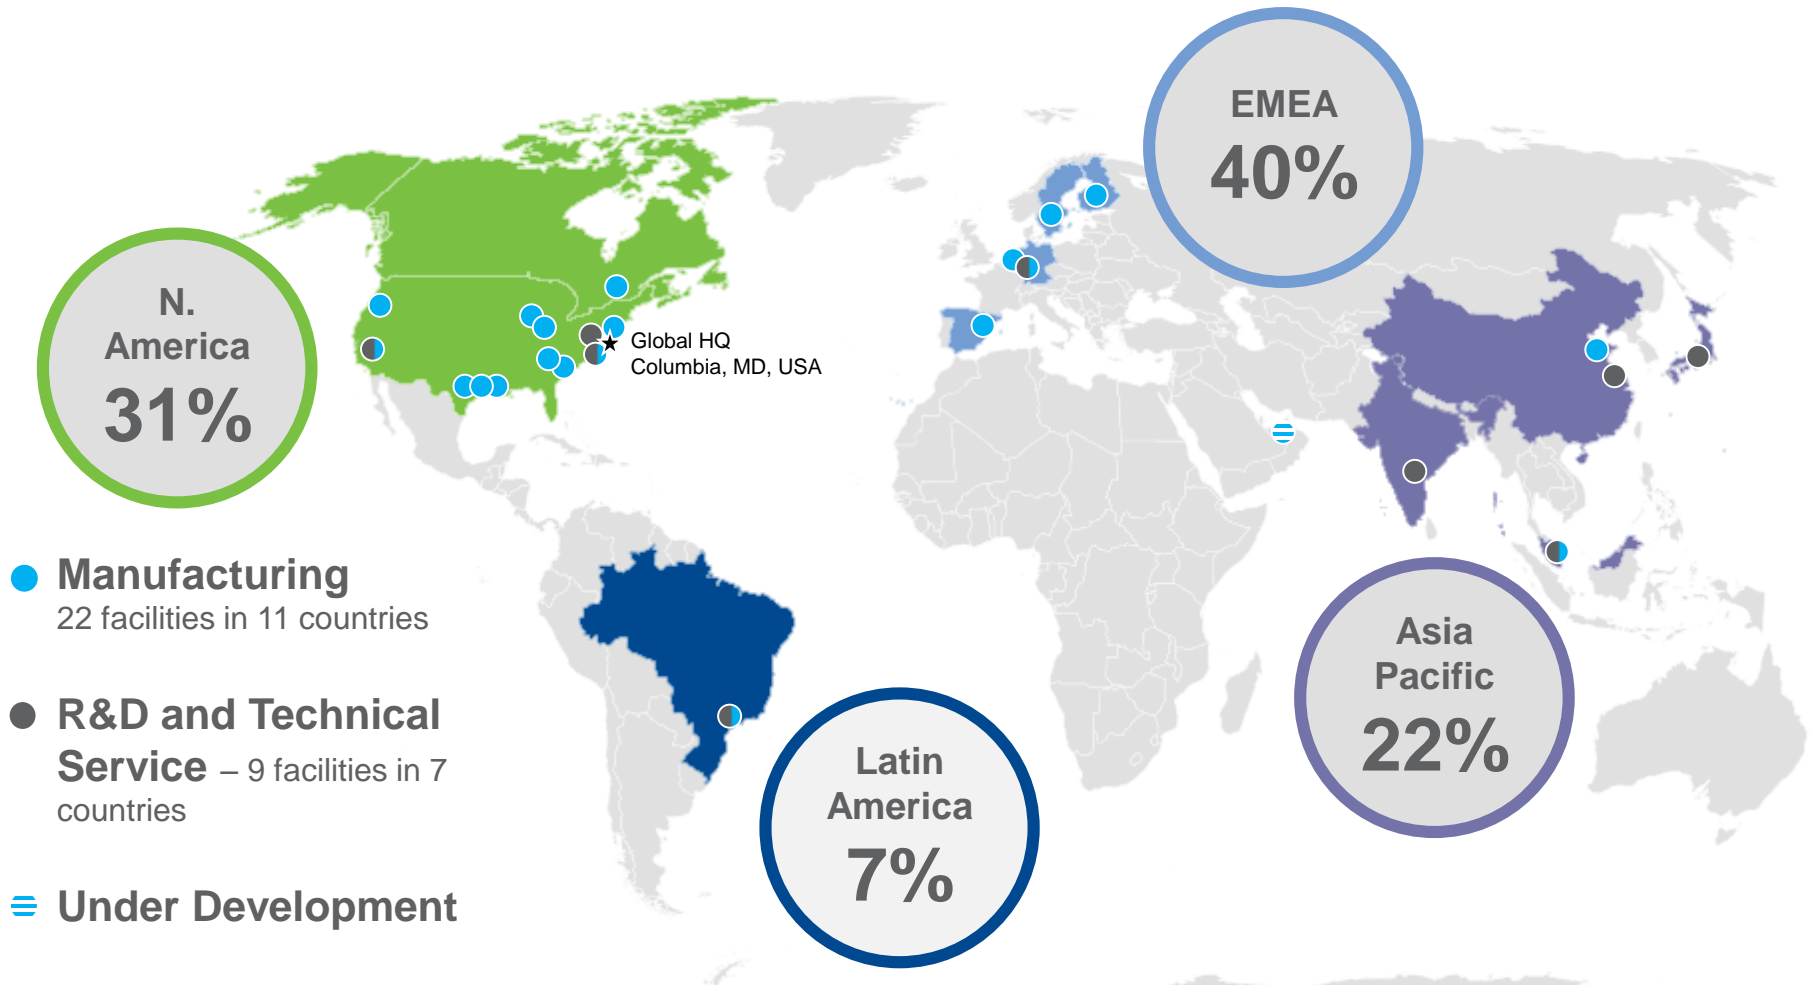 EMEA
40%
N.
America
31%
Global HQ
Columbia, MD, USA
Manufacturing
22 facilities in 11 countries
R&D and Technical
Service – 9 facilities in 7
countries
Under Development
Latin
America
7%
Asia
Pacific
22%